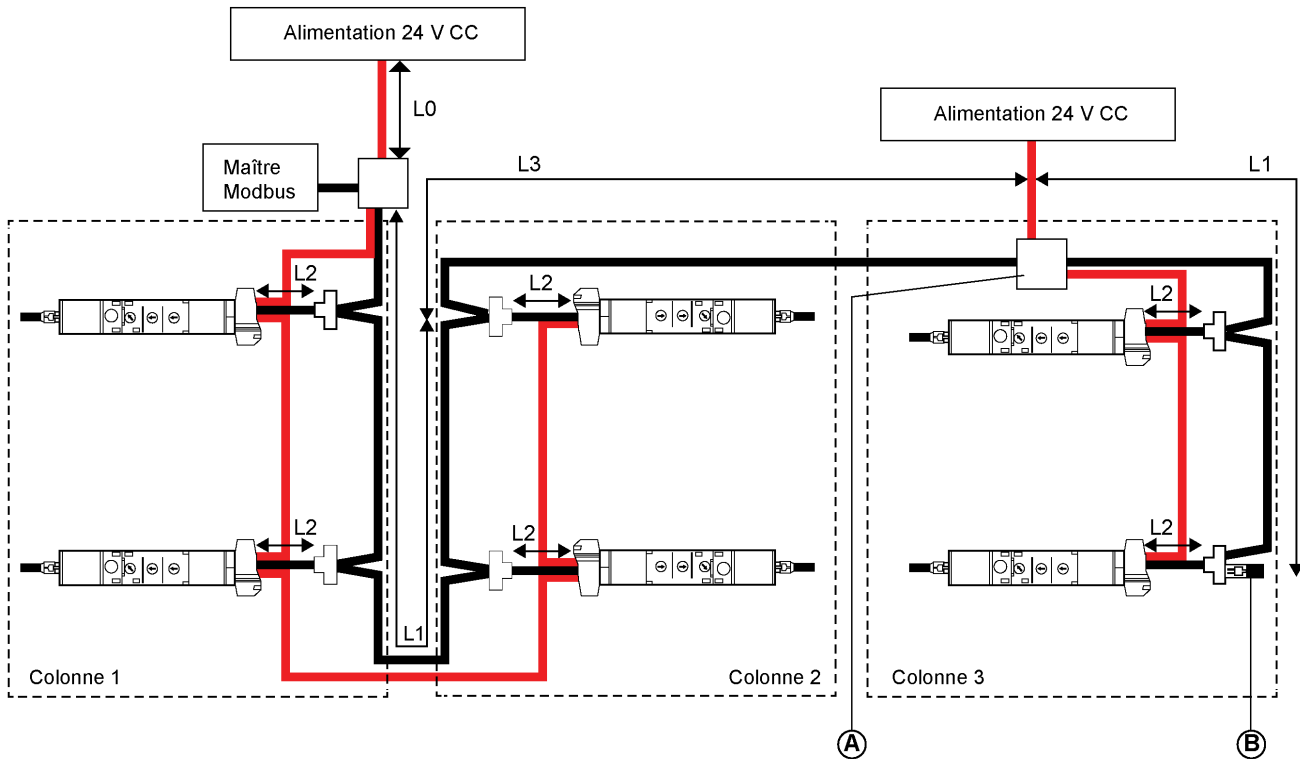 Alimentation 24 V CC
L0
Alimentation 24 V CC
Maître
Modbus
L3
L1
L2
L2
L2
L2
L2
L2
L1
Colonne 1
Colonne 2
Colonne 3
A
B